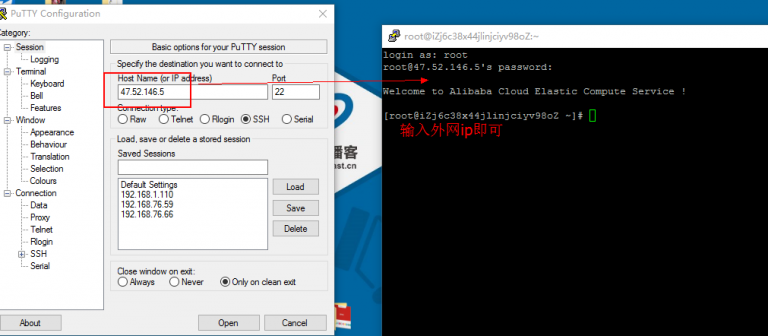 PuTTY Configuration
Category:
Session
Logging
Terminal
Keyboard
Bell
Features
Window
Appearance
Behaviour
Translation
Selection
Colours
Connection
Data
Proxy
Telnet
Rlogin
SSH
Serial
Basic options for your PuTTY session
Specify the destination you want to connect to
Host Name (or IP address)
Port
47.52.146.5
22
Connection type:
Raw
Telnet
Rlogin
SSH
Serial
Load, save or delete a stored session
Saved Sessions
Default Settings
192.168.1.110
192.168.76.59
192.168.76.66
Load
Save
Delete
Close window on exit:
Always
Never
Only on clean exit
About
Open
Cancel
播客
ast.cn
root@iZj6c38x44jlinjciyv98oZ:~
login as: root
root@47.52.146.5's password:
Welcome to Alibaba Cloud Elastic Compute Service !
[root@iZj6c38x44jlinjciyv98oZ ~]#
输入外网ip即可